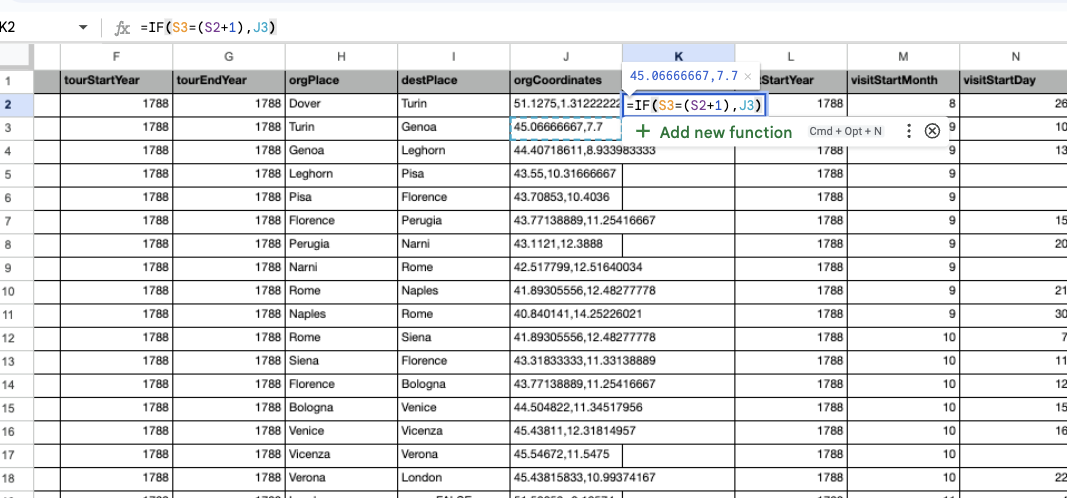 K2 fx =IF(S3=(S2+1),J3)
F G H I J K L M N
1 tourStartYear tourEndYear orgPlace destPlace orgCoordinates 45.06666667,7.7 × StartYear visitStartMonth visitStartDay
2 1788 1788 Dover Turin 51.1275,1.31222222 =IF(S3=(S2+1),J3) 1788 8 26
3 1788 1788 Turin Genoa 45.06666667,7.7 + Add new function Cmd + Opt + N 9 10
4 1788 1788 Genoa Leghorn 44.40718611,8.933983333 1788 9 13
5 1788 1788 Leghorn Pisa 43.55,10.31666667 1788 9
6 1788 1788 Pisa Florence 43.70853,10.4036 1788 9
7 1788 1788 Florence Perugia 43.77138889,11.25416667 1788 9 15
8 1788 1788 Perugia Narni 43.1121,12.3888 1788 9 20
9 1788 1788 Narni Rome 42.517799,12.51640034 1788 9
10 1788 1788 Rome Naples 41.89305556,12.48277778 1788 9 21
11 1788 1788 Naples Rome 40.840141,14.25226021 1788 9 30
12 1788 1788 Rome Siena 41.89305556,12.48277778 1788 10 7
13 1788 1788 Siena Florence 43.31833333,11.33138889 1788 10 11
14 1788 1788 Florence Bologna 43.77138889,11.25416667 1788 10 12
15 1788 1788 Bologna Venice 44.504822,11.34517956 1788 10 15
16 1788 1788 Venice Vicenza 45.43811,12.31814957 1788 10 16
17 1788 1788 Vicenza Verona 45.54672,11.5475 1788 10
18 1788 1788 Verona London 45.43815833,10.99374167 1788 10 22